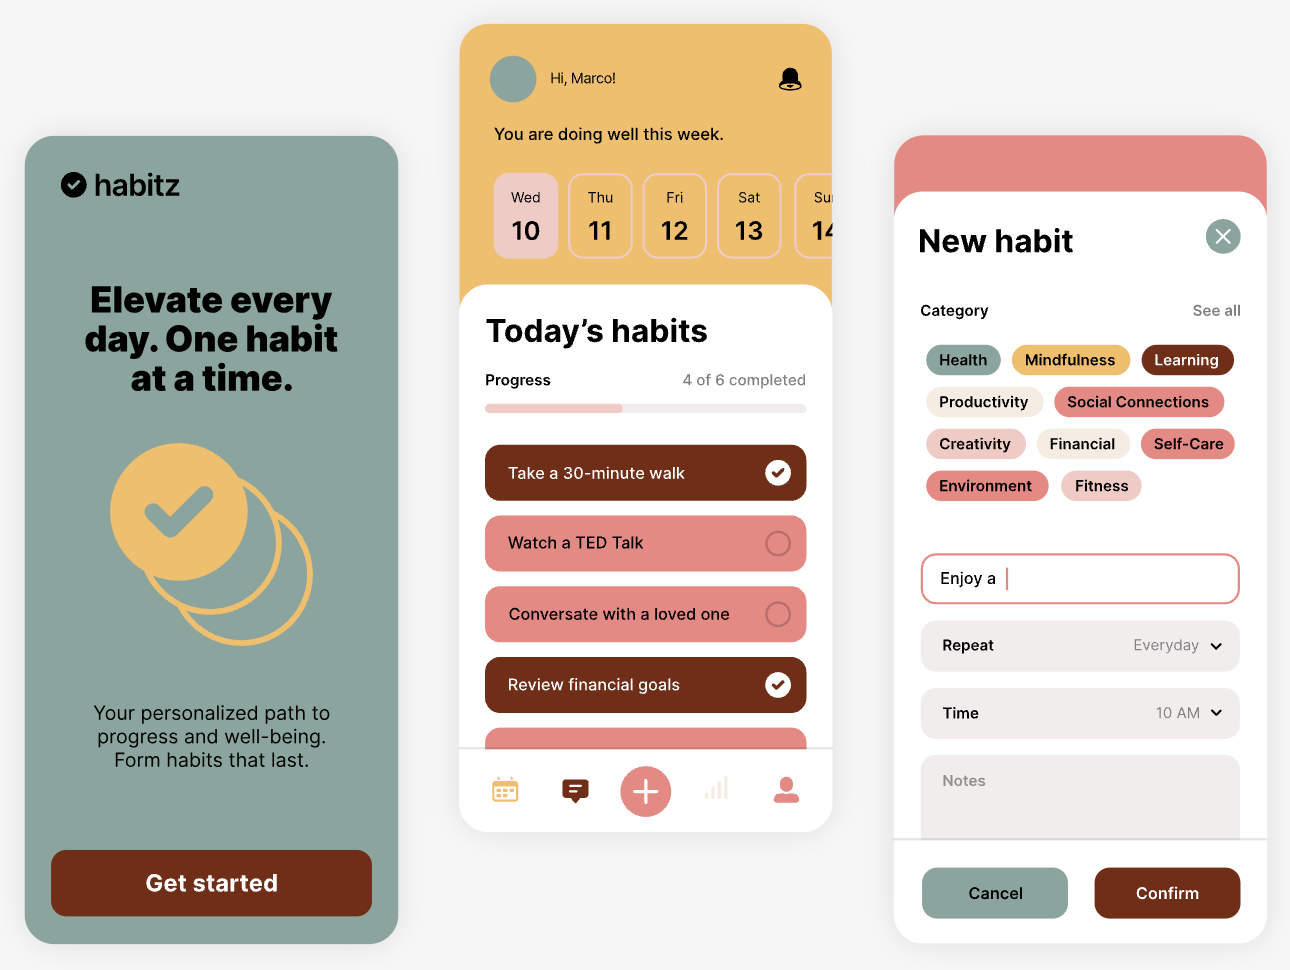 habitz
Elevate every
day. One habit
at a time.
Your personalized path to
progress and well-being.
Form habits that last.
Get started
Hi, Marco!
You are doing well this week.
Wed Thu Fri Sat Sun
10 11 12 13 14
Today's habits
Progress 4 of 6 completed
Take a 30-minute walk
Watch a TED Talk
Conversate with a loved one
Review financial goals
New habit
Category See all
Health Mindfulness Learning
Productivity Social Connections
Creativity Financial Self-Care
Environment Fitness
Enjoy a
Repeat Everyday
Time 10 AM
Notes
Cancel Confirm